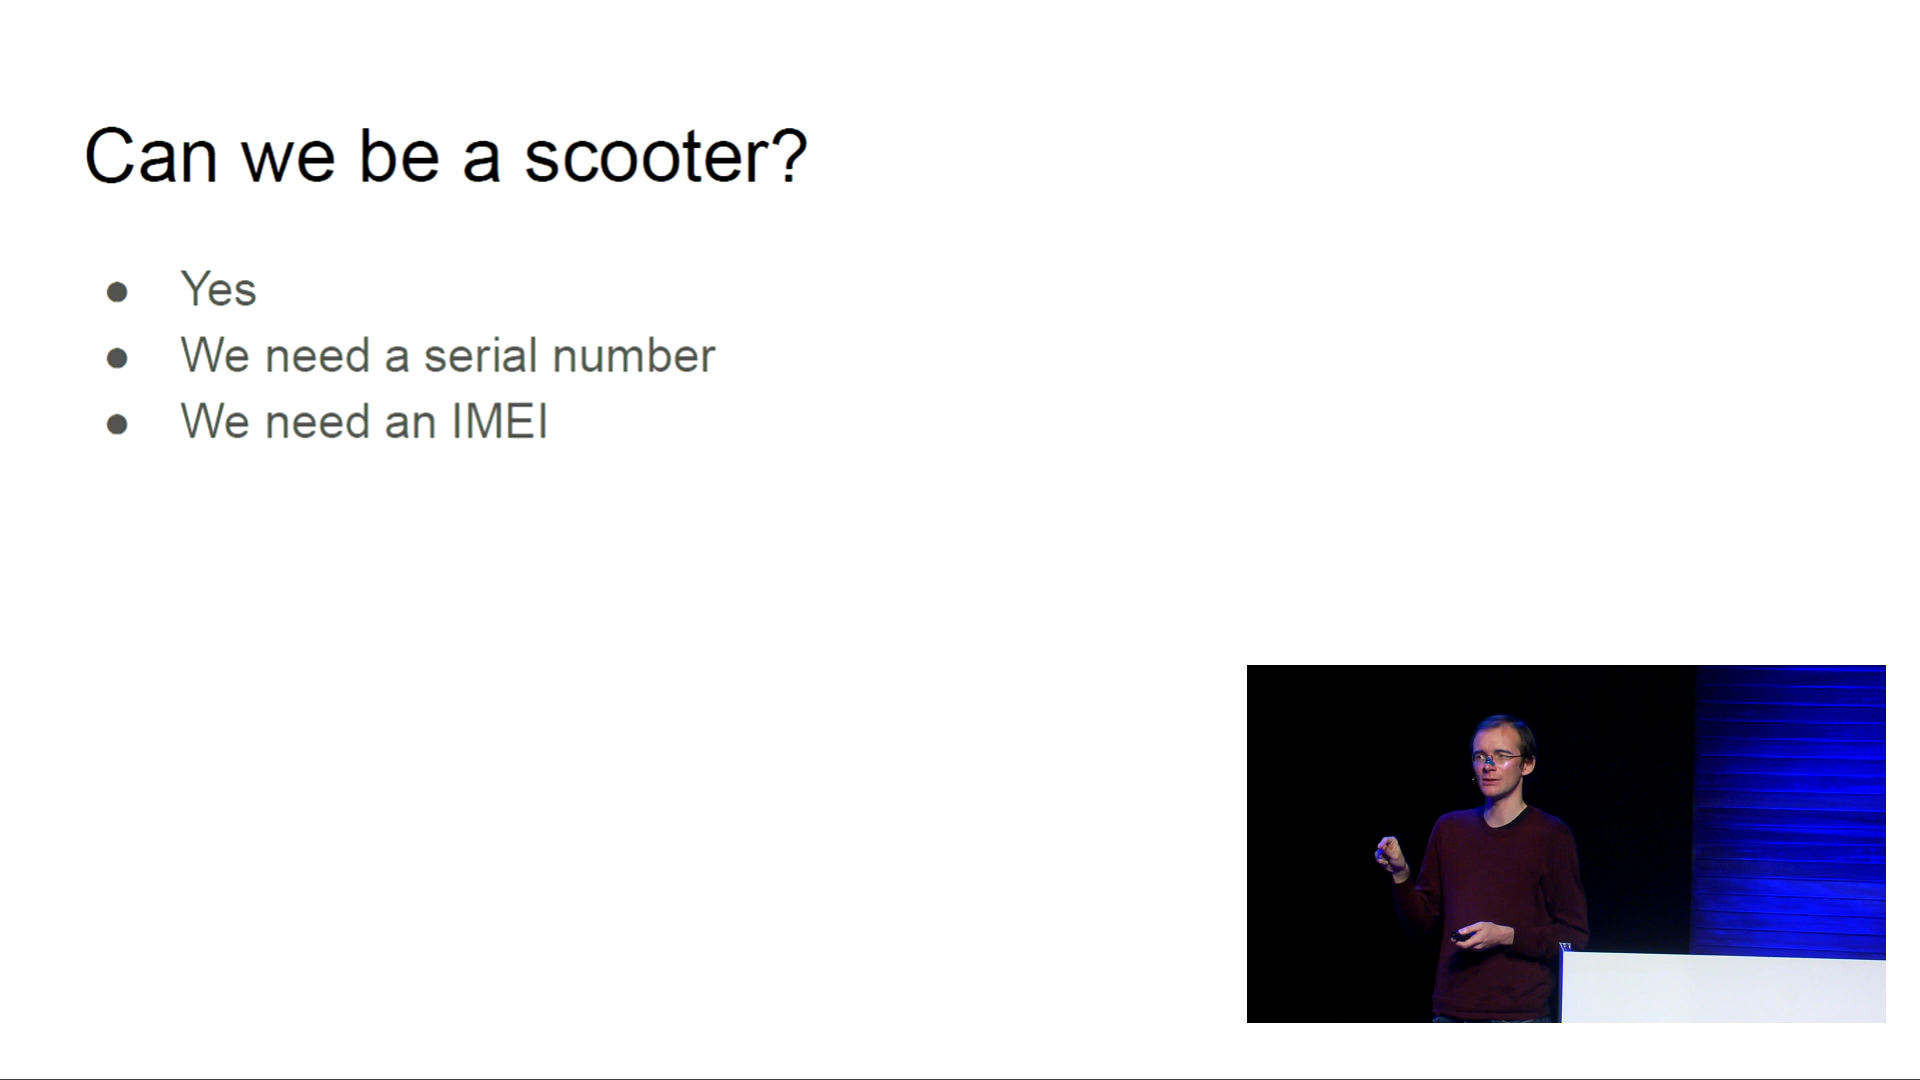 Can we be a scooter?
● Yes
● We need a serial number
● We need an IMEI